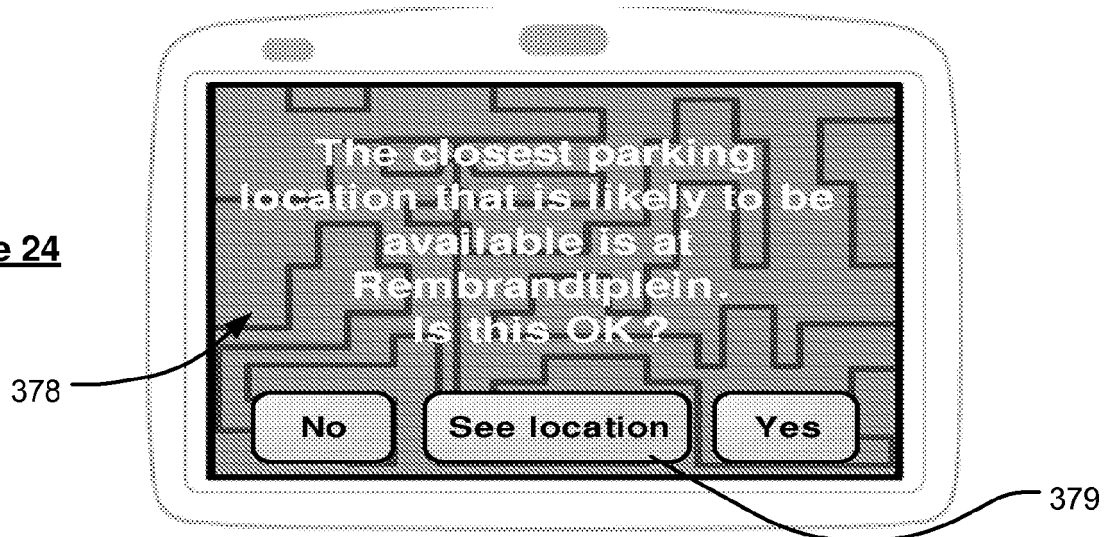 The closest parking
location that is likely to be
available is at
Rembrandtplein.
Is this OK?
e 24
378
No
See location
Yes
379